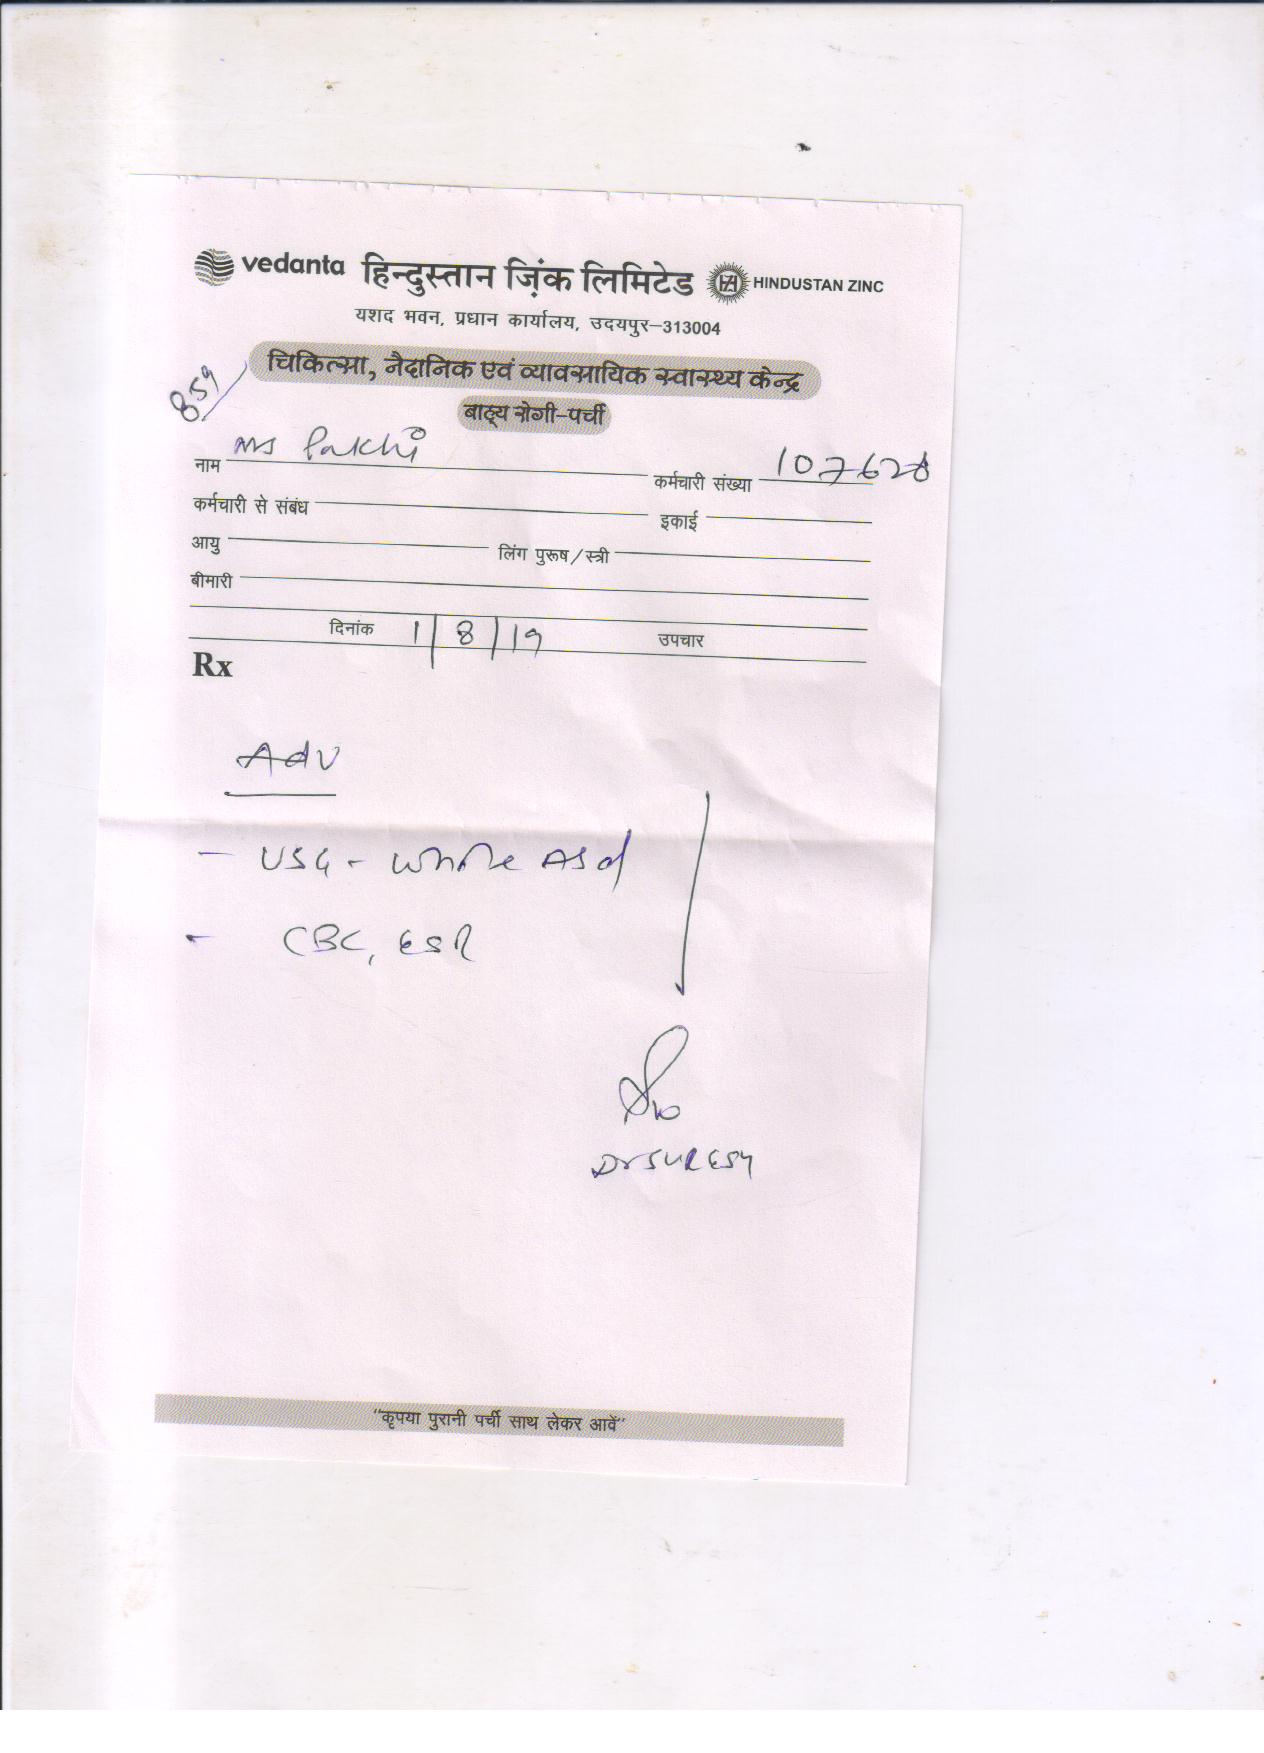 vedanta हिन्दुस्तान ज़िंक लिमिटेड HZ HINDUSTAN ZINC
यशद भवन, प्रधान कार्यालय, उदयपुर–313004
चिकित्सा, नैदानिक एवं व्यावसायिक स्वास्थ्य केन्द्र
859
बाह्य रोगी-पर्ची
नाम Ms Pakhi कर्मचारी संख्या 107628
कर्मचारी से संबंध इकाई
आयु लिंग पुरूष/स्त्री
बीमारी
दिनांक 1/8/19 उपचार
Rx
Adv
- USG - whole Abd
- CBC, ESR
Dr SURESH
"कृपया पुरानी पर्ची साथ लेकर आवें"